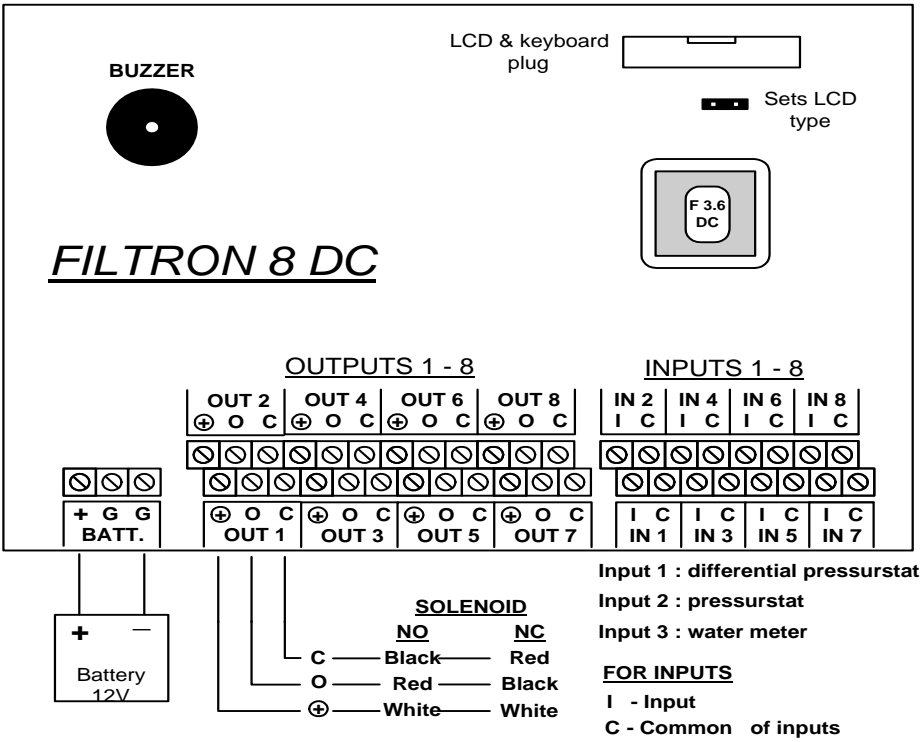 LCD & keyboard
plug
BUZZER
Sets LCD
type
F 3.6
DC
FILTRON 8 DC
OUTPUTS 1 - 8
INPUTS 1 - 8
OUT 2 OUT 4 OUT 6 OUT 8
⊕ O C ⊕ O C ⊕ O C ⊕ O C
IN 2 IN 4 IN 6 IN 8
I C I C I C I C
+ G G
BATT.
⊕ O C ⊕ O C ⊕ O C ⊕ O C
OUT 1 OUT 3 OUT 5 OUT 7
I C I C I C I C
IN 1 IN 3 IN 5 IN 7
Input 1 : differential pressurstat
Input 2 : pressurstat
Input 3 : water meter
+ —
Battery
12V
SOLENOID
NO NC
C Black Red
O Red Black
⊕ White White
FOR INPUTS
I - Input
C - Common of inputs